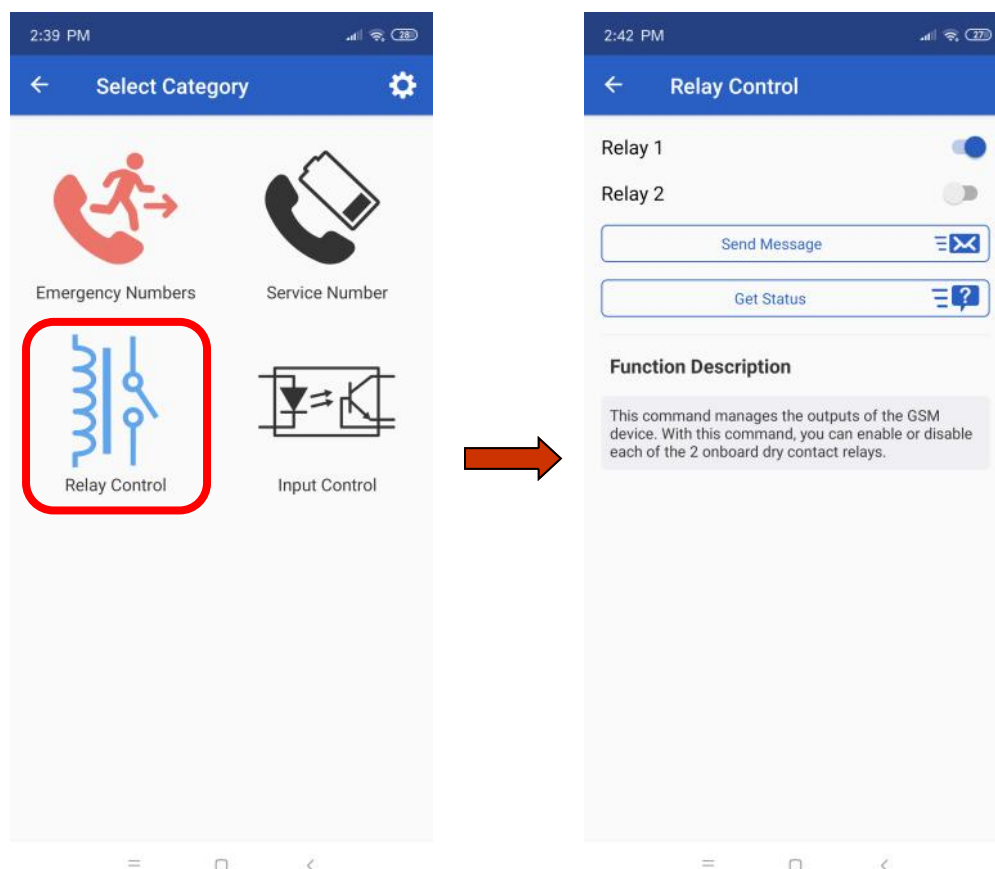 2:39 PM
28
Select Category
Emergency Numbers
Service Number
Relay Control
Input Control
2:42 PM
27
Relay Control
Relay 1
Relay 2
Send Message
?
Get Status
Function Description
This command manages the outputs of the GSM
device. With this command, you can enable or disable
each of the 2 onboard dry contact relays.